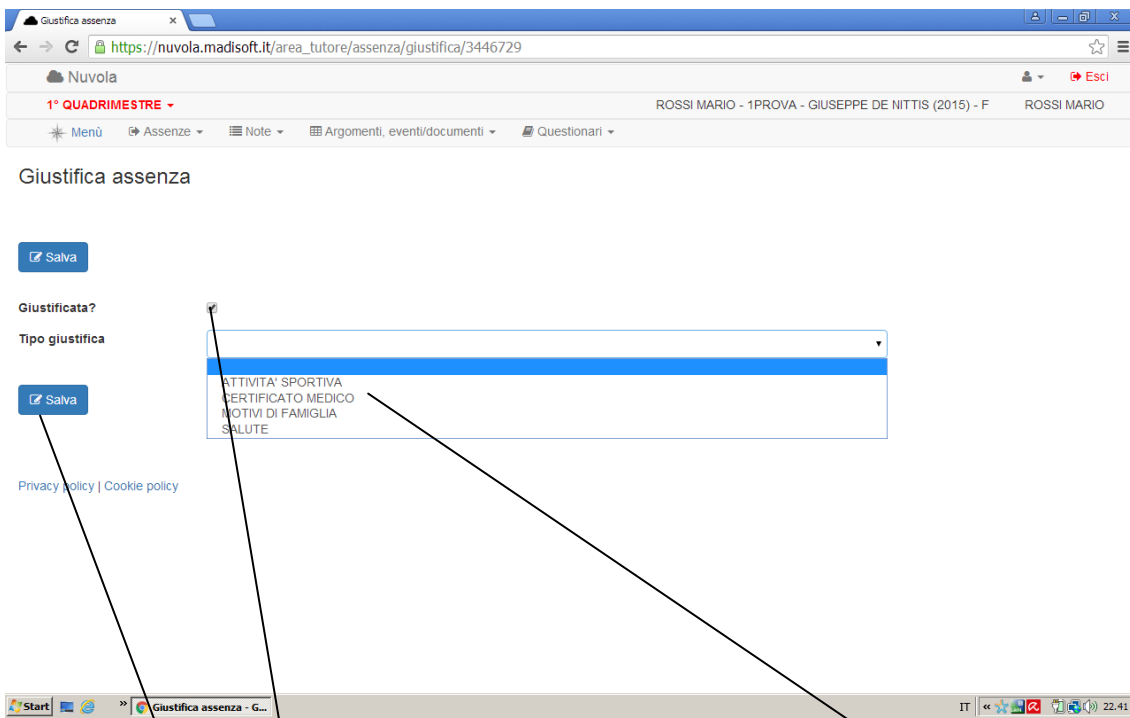 Giustifica assenza
https://nuvola.madisoft.it/area_tutore/assenza/giustifica/3446729
Nuvola Esci
1° QUADRIMESTRE ROSSI MARIO - 1PROVA - GIUSEPPE DE NITTIS (2015) - F ROSSI MARIO
Menù Assenze Note Argomenti, eventi/documenti Questionari
Giustifica assenza
Salva
Giustificata?
Tipo giustifica
ATTIVITA' SPORTIVA
CERTIFICATO MEDICO
MOTIVI DI FAMIGLIA
SALUTE
Salva
Privacy policy | Cookie policy
Start » Giustifica assenza - G... IT « 22.41